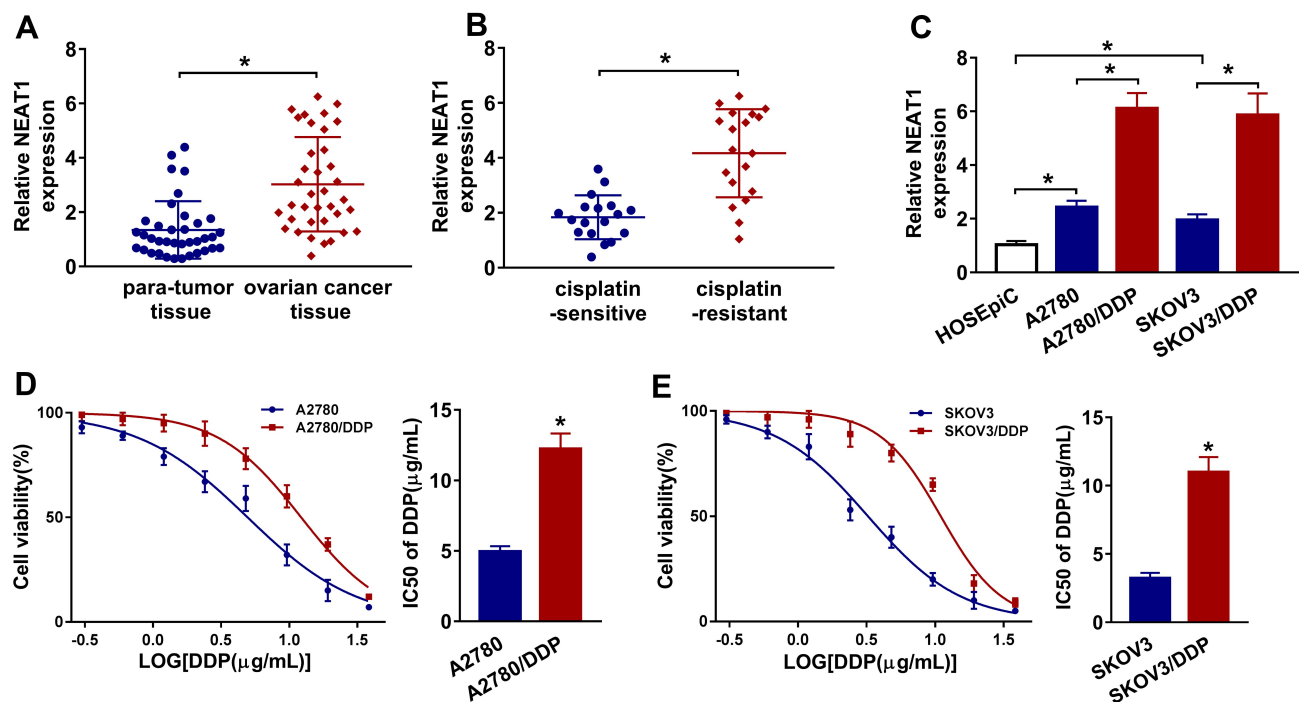 A
Relative NEAT1
expression
8
6
4
2
0
*
para-tumor
tissue
ovarian cancer
tissue
B
Relative NEAT1
expression
8
6
4
2
0
*
cisplatin
-sensitive
cisplatin
-resistant
C
Relative NEAT1
expression
8
6
4
2
0
*
*
*
*
HOSEpiC
A2780
A2780/DDP
SKOV3
SKOV3/DDP
D
Cell viability(%)
100
50
0
A2780
A2780/DDP
-0.5
0.0
0.5
1.0
1.5
LOG[DDP(μg/mL)]
IC50 of DDP(μg/mL)
15
10
5
0
*
A2780
A2780/DDP
E
Cell viability(%)
100
50
0
SKOV3
SKOV3/DDP
-0.5
0.0
0.5
1.0
1.5
LOG[DDP(μg/mL)]
IC50 of DDP(μg/mL)
15
10
5
0
*
SKOV3
SKOV3/DDP